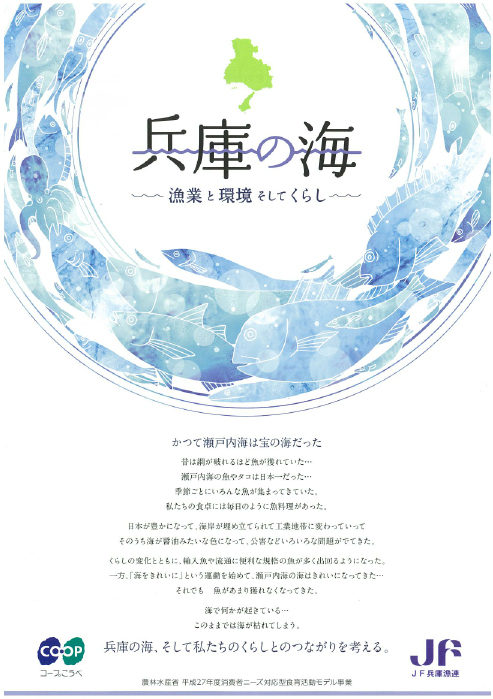 兵庫の海
漁業と環境そしてくらし
かつて瀬戸内海は宝の海だった
昔は網が破れるほど魚が獲れていた…
瀬戸内海の魚やタコは日本一だった…
季節ごとにいろんな魚が集まってきていた。
私たちの食卓には毎日のように魚料理があった。
日本が豊かになって、海岸が埋め立てられて工業地帯に変わっていって
そのうち海が醤油みたいな色になって、公害などいろいろな問題がでてきた。
くらしの変化とともに、輸入魚や流通に便利な規格の魚が多く出回るようになった。
一方、「海をきれいに」という運動を始めて、瀬戸内海の海はきれいになってきた…
それでも 魚があまり獲れなくなってきた。
海で何かが起きている…
このままでは海が枯れてしまう。
兵庫の海、そして私たちのくらしとのつながりを考える。
CO・OP
コープこうべ
JF
JF兵庫漁連
農林水産省 平成27年度消費者ニーズ対応型食育活動モデル事業